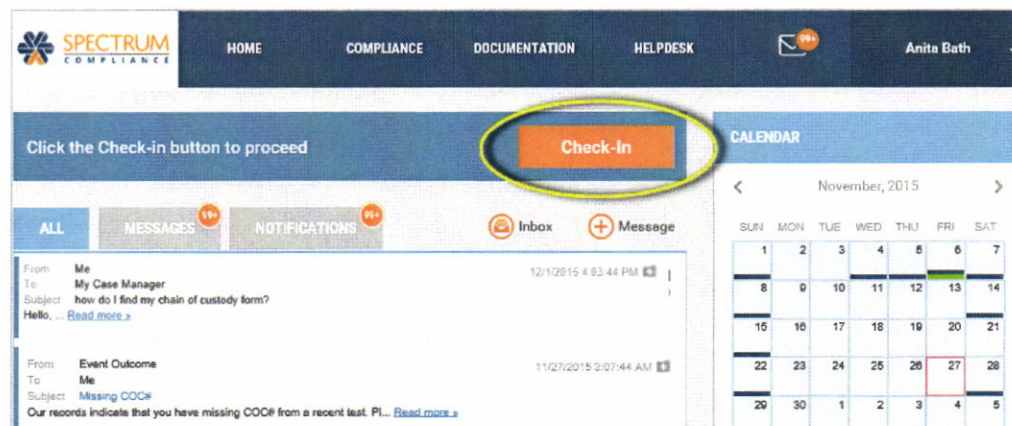 SPECTRUM
COMPLIANCE
HOME
COMPLIANCE
DOCUMENTATION
HELPDESK
99+
Anita Bath
Click the Check-in button to proceed
Check-In
ALL
MESSAGES
99+
NOTIFICATIONS
99+
Inbox
Message
From Me
12/1/2015 4:03:44 PM
To My Case Manager
Subject how do I find my chain of custody form?
Hello, ... Read more »
From Event Outcome
11/27/2015 3:07:44 AM
To Me
Subject Missing COC#
Our records indicate that you have missing COC# from a recent test. Pl... Read more »
CALENDAR
< November, 2015 >
SUN MON TUE WED THU FRI SAT
1 2 3 4 5 6 7
8 9 10 11 12 13 14
15 16 17 18 19 20 21
22 23 24 25 26 27 28
29 30 1 2 3 4 5